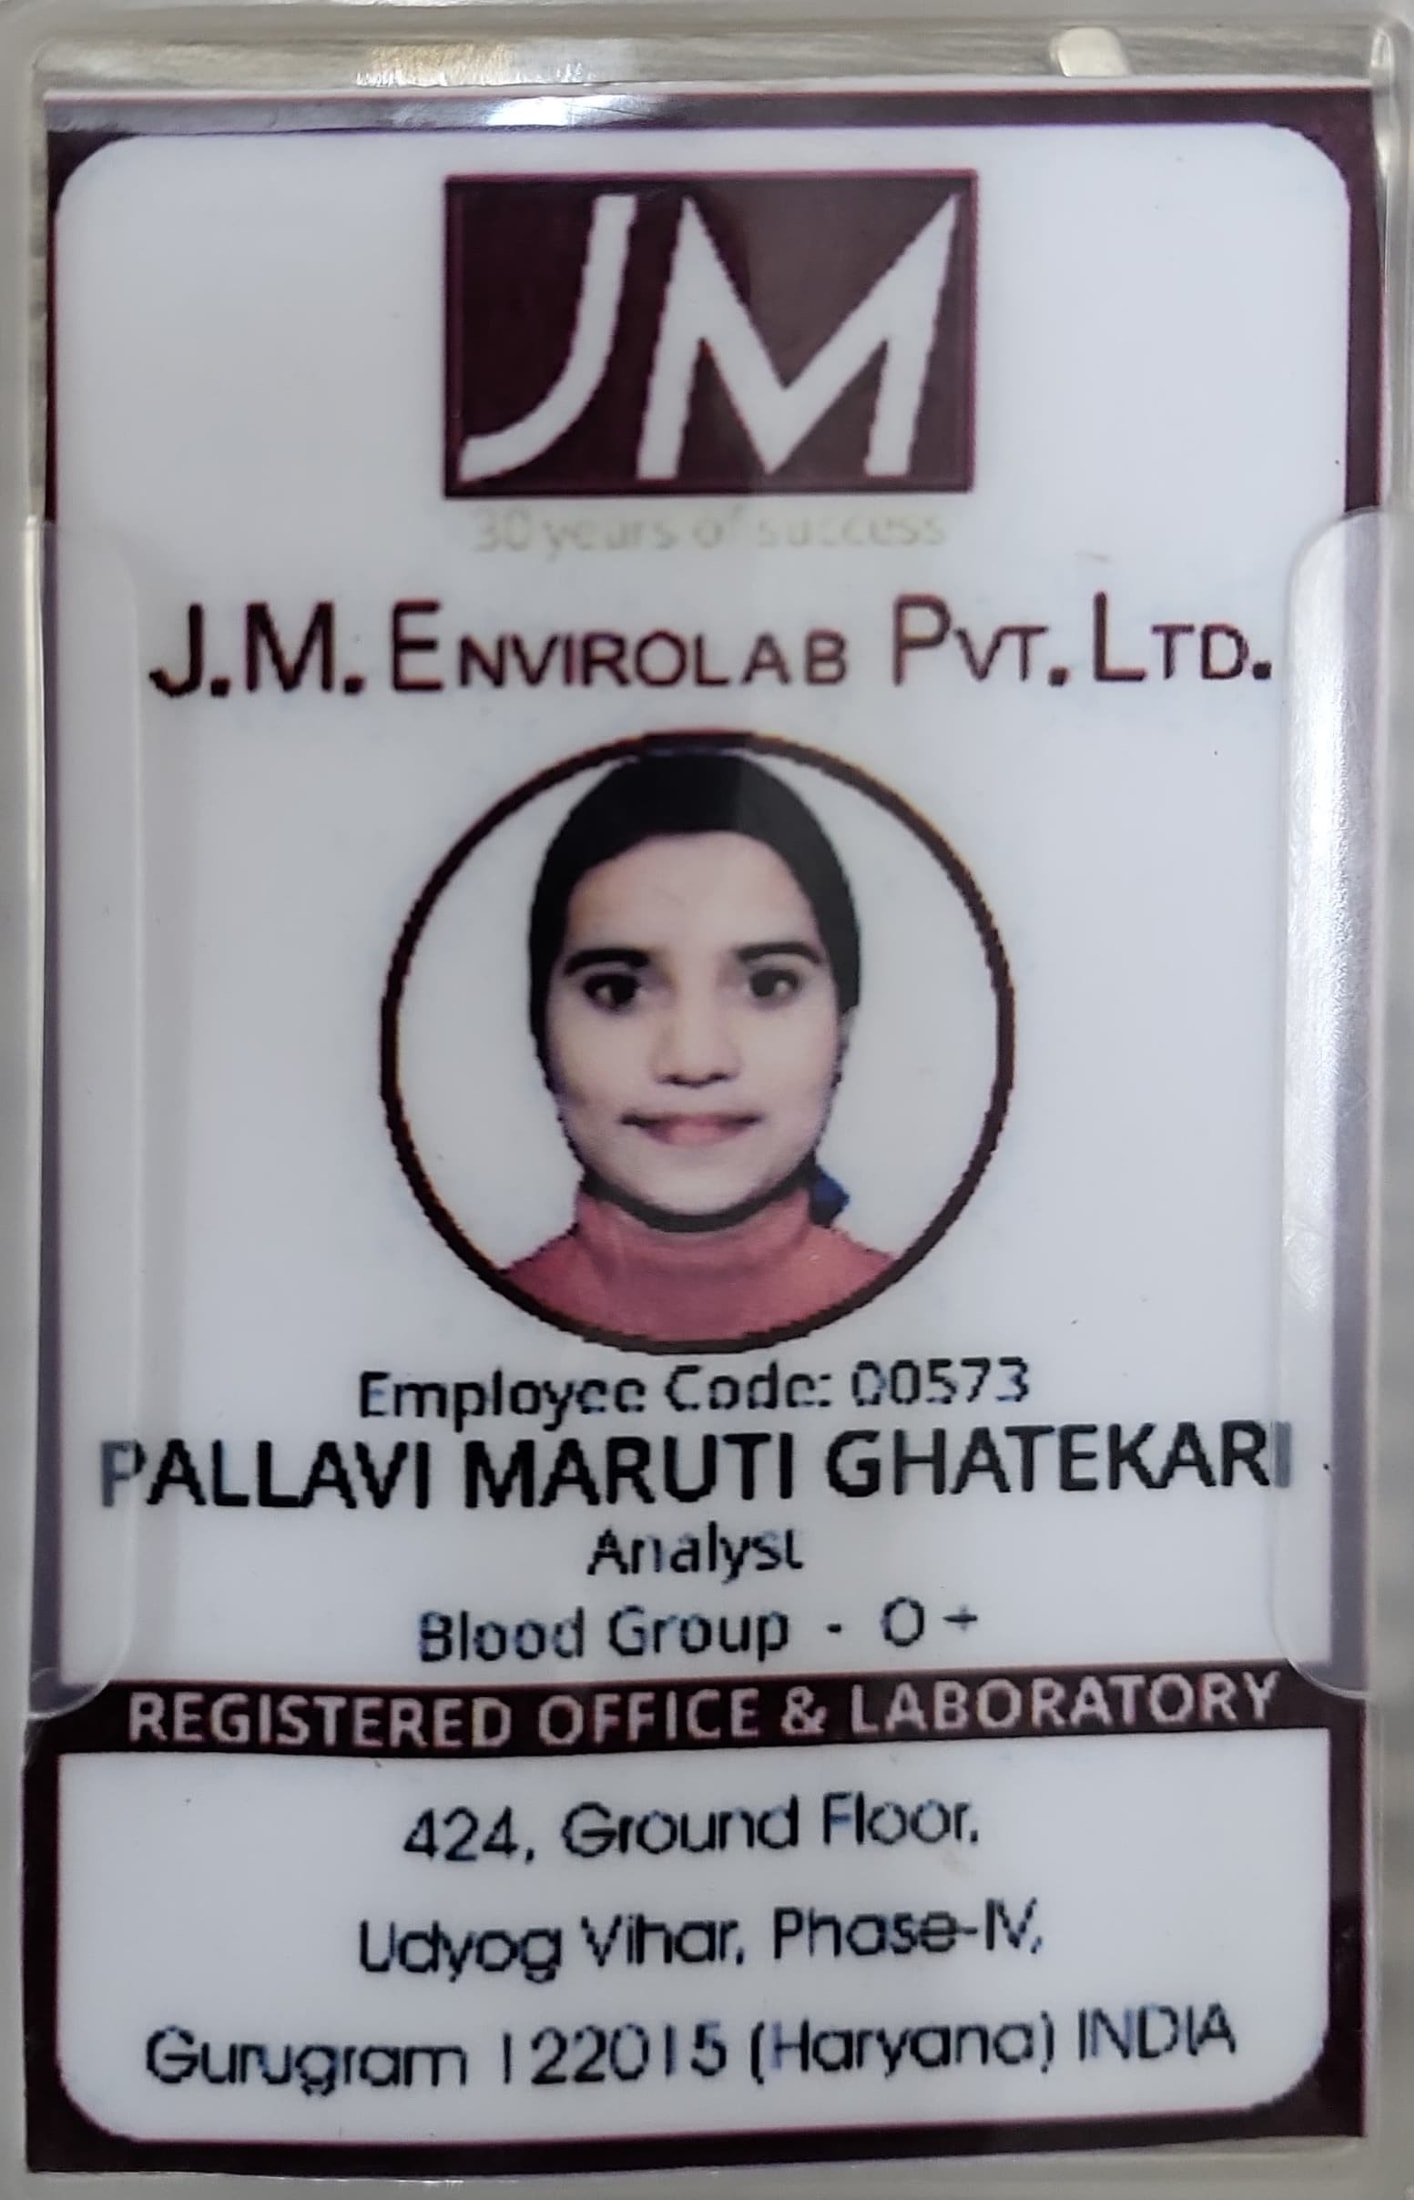 JM
30 years of success
J.M. ENVIROLAB PVT. LTD.
Employee Code: 00573
PALLAVI MARUTI GHATEKARI
Analyst
Blood Group - O +
REGISTERED OFFICE & LABORATORY
424, Ground Floor,
Udyog Vihar, Phase-IV,
Gurugram 122015 (Haryana) INDIA